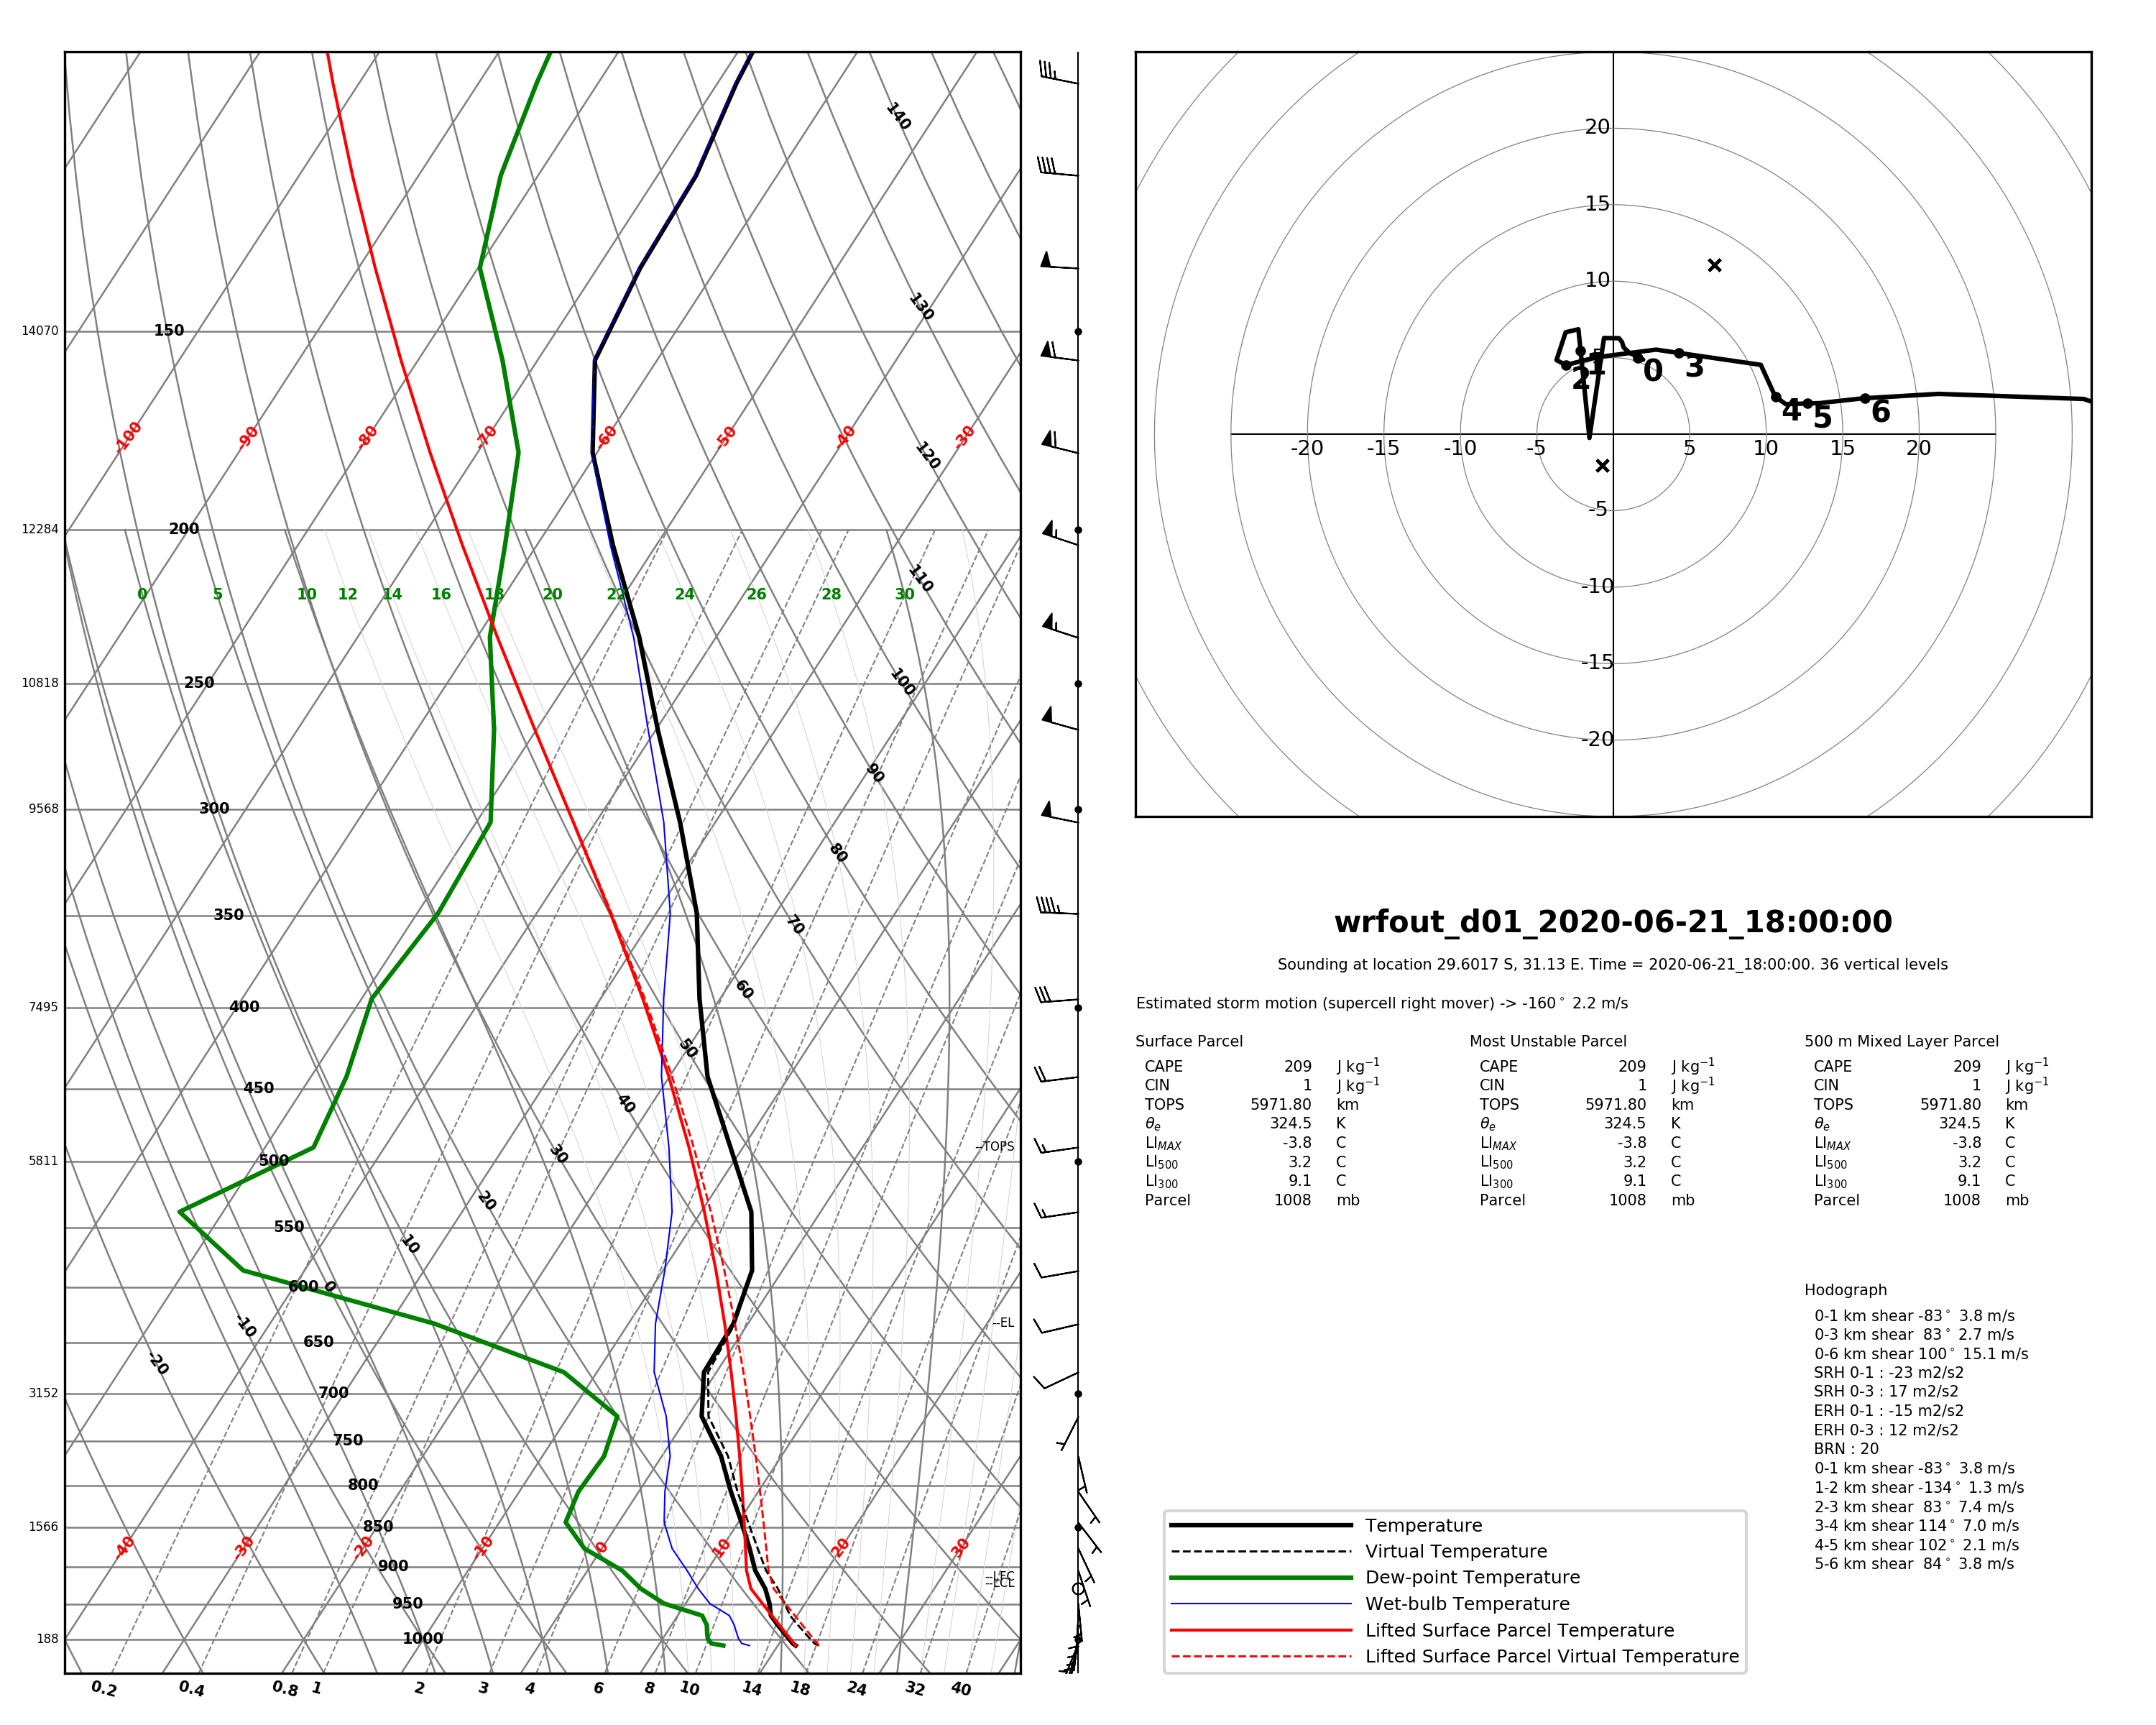 140
130
14070 150
-100 -90 -80 -70 -60 -50 -40 -30
120
12284 200
110
0 5 10 12 14 16 18 20 22 24 26 28 30
10818 250
100
90
9568 300
80
350
70
7495 400
60
50
450
40
5811 500
30
--TOPS
20
550
10
600 0
--EL
-10
650
-20
3152 700
750
800
1566 850
-40 -30 -20 -10 0 10 20 30
900
--LFC
--LCL
950
188 1000
0.2 0.4 0.8 1 2 3 4 6 8 10 14 18 24 32 40
20
15
10
5
-20 -15 -10 -5 5 10 15 20
-5
-10
-15
-20
0 1 2 3 4 5 6
wrfout_d01_2020-06-21_18:00:00
Sounding at location 29.6017 S, 31.13 E. Time = 2020-06-21_18:00:00. 36 vertical levels
Estimated storm motion (supercell right mover) -> -160° 2.2 m/s
Surface Parcel Most Unstable Parcel 500 m Mixed Layer Parcel
CAPE 209 J kg⁻¹ CAPE 209 J kg⁻¹ CAPE 209 J kg⁻¹
CIN 1 J kg⁻¹ CIN 1 J kg⁻¹ CIN 1 J kg⁻¹
TOPS 5971.80 km TOPS 5971.80 km TOPS 5971.80 km
θe 324.5 K θe 324.5 K θe 324.5 K
LIMAX -3.8 C LIMAX -3.8 C LIMAX -3.8 C
LI500 3.2 C LI500 3.2 C LI500 3.2 C
LI300 9.1 C LI300 9.1 C LI300 9.1 C
Parcel 1008 mb Parcel 1008 mb Parcel 1008 mb
Hodograph
0-1 km shear -83° 3.8 m/s
0-3 km shear 83° 2.7 m/s
0-6 km shear 100° 15.1 m/s
SRH 0-1 : -23 m2/s2
SRH 0-3 : 17 m2/s2
ERH 0-1 : -15 m2/s2
ERH 0-3 : 12 m2/s2
BRN : 20
0-1 km shear -83° 3.8 m/s
1-2 km shear -134° 1.3 m/s
2-3 km shear 83° 7.4 m/s
3-4 km shear 114° 7.0 m/s
4-5 km shear 102° 2.1 m/s
5-6 km shear 84° 3.8 m/s
Temperature
Virtual Temperature
Dew-point Temperature
Wet-bulb Temperature
Lifted Surface Parcel Temperature
Lifted Surface Parcel Virtual Temperature